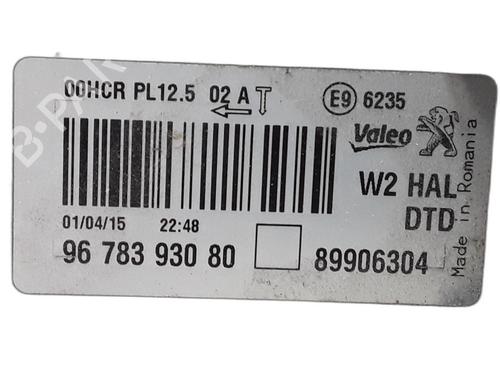 00HCR PL12.5 02 A
E9 6235
Valeo
W2 HAL
DTD
Made in Romania
01/04/15 22:48
96 783 930 80 89906304
B-PAR